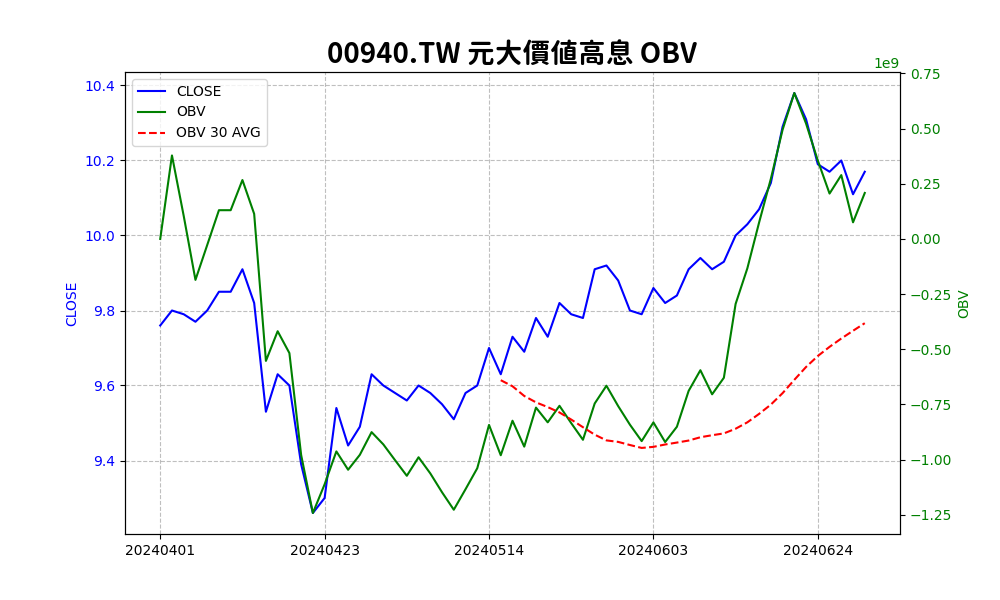 00940.TW 元大價值高息 OBV
1e9
CLOSE
OBV
OBV 30 AVG
10.4
10.2
10.0
9.8
9.6
9.4
CLOSE
0.75
0.50
0.25
0.00
−0.25
−0.50
−0.75
−1.00
−1.25
OBV
20240401
20240423
20240514
20240603
20240624